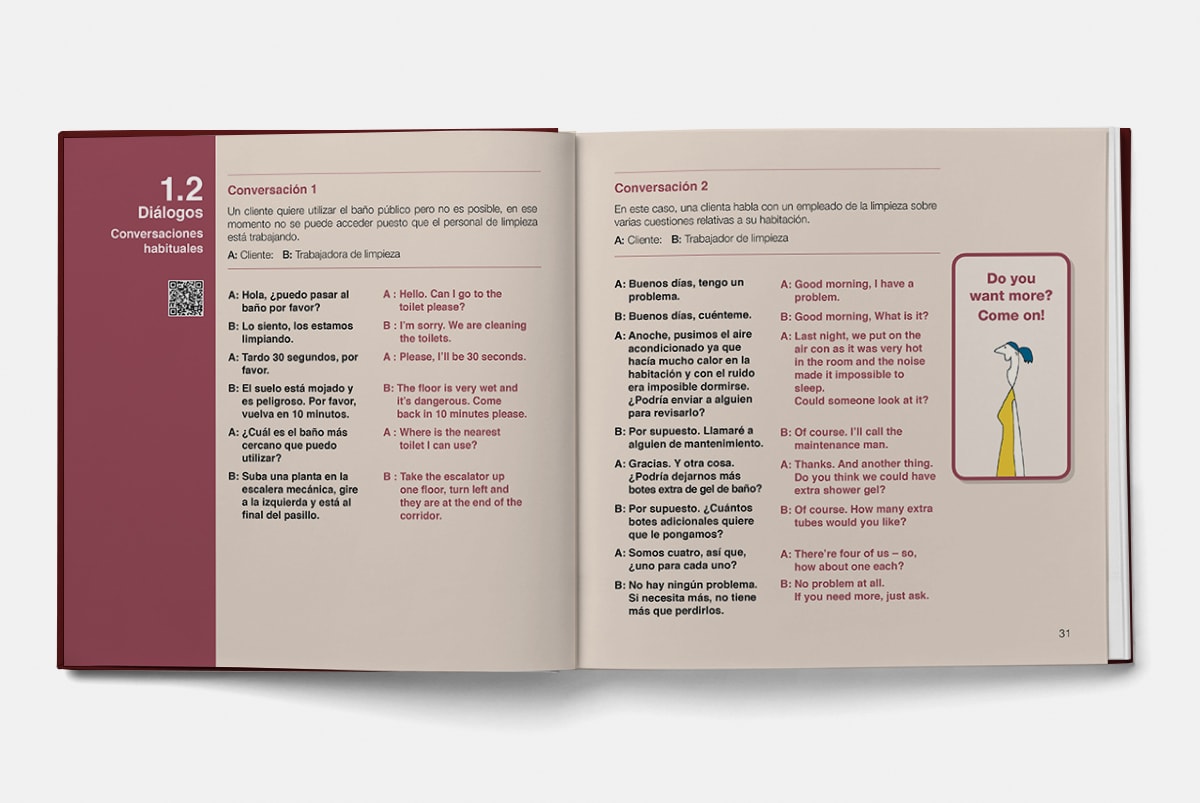 1.2
Diálogos
Conversaciones
habituales
Conversación 1
Un cliente quiere utilizar el baño público pero no es posible, en ese
momento no se puede acceder puesto que el personal de limpieza
está trabajando.
A: Cliente: B: Trabajadora de limpieza
A: Hola, ¿puedo pasar al
baño por favor?
B: Lo siento, los estamos
limpiando.
A: Tardo 30 segundos, por
favor.
B: El suelo está mojado y
es peligroso. Por favor,
vuelva en 10 minutos.
A: ¿Cuál es el baño más
cercano que puedo
utilizar?
B: Suba una planta en la
escalera mecánica, gire
a la izquierda y está al
final del pasillo.
A : Hello. Can I go to the
toilet please?
B : I'm sorry. We are cleaning
the toilets.
A : Please, I'll be 30 seconds.
B: The floor is very wet and
it's dangerous. Come
back in 10 minutes please.
A : Where is the nearest
toilet I can use?
B : Take the escalator up
one floor, turn left and
they are at the end of the
corridor.
Conversación 2
En este caso, una clienta habla con un empleado de la limpieza sobre
varias cuestiones relativas a su habitación.
A: Cliente: B: Trabajador de limpieza
A: Buenos días, tengo un
problema.
B: Buenos días, cuénteme.
A: Anoche, pusimos el aire
acondicionado ya que
hacía mucho calor en la
habitación y con el ruido
era imposible dormirse.
¿Podría enviar a alguien
para revisarlo?
B: Por supuesto. Llamaré a
alguien de mantenimiento.
A: Gracias. Y otra cosa.
¿Podría dejarnos más
botes extra de gel de baño?
B: Por supuesto. ¿Cuántos
botes adicionales quiere
que le pongamos?
A: Somos cuatro, así que,
¿uno para cada uno?
B: No hay ningún problema.
Si necesita más, no tiene
más que perdirlos.
A: Good morning, I have a
problem.
B: Good morning, What is it?
A: Last night, we put on the
air con as it was very hot
in the room and the noise
made it impossible to
sleep.
Could someone look at it?
B: Of course. I'll call the
maintenance man.
A: Thanks. And another thing.
Do you think we could have
extra shower gel?
B: Of course. How many extra
tubes would you like?
A: There're four of us – so,
how about one each?
B: No problem at all.
If you need more, just ask.
Do you
want more?
Come on!
31